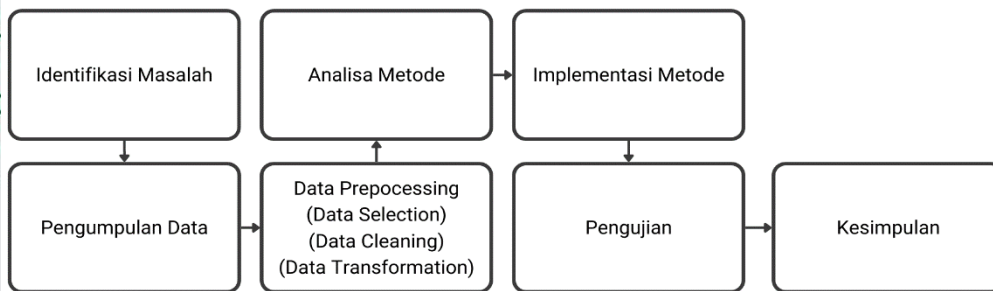 Identifikasi Masalah
Pengumpulan Data
Data Prepocessing
(Data Selection)
(Data Cleaning)
(Data Transformation)
Analisa Metode
Implementasi Metode
Pengujian
Kesimpulan